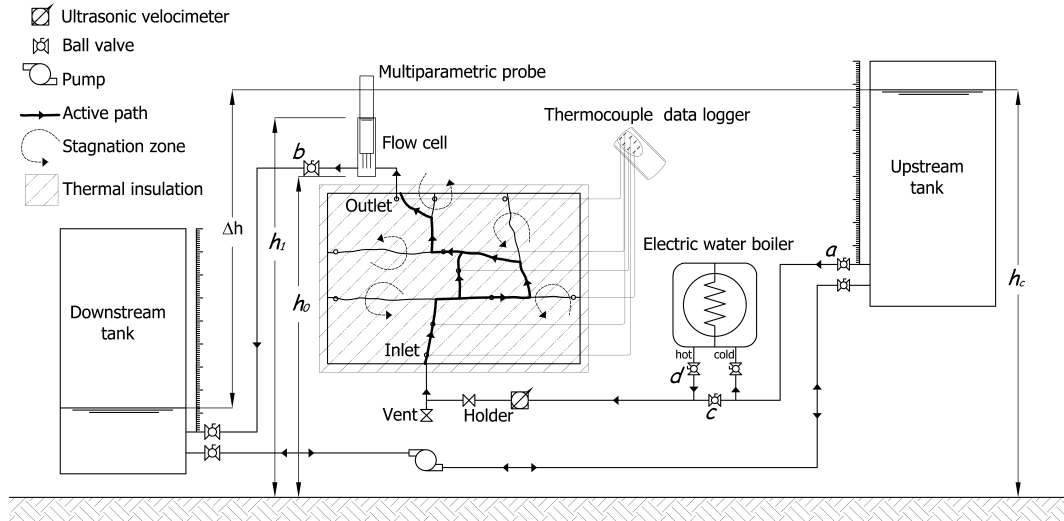 Ultrasonic velocimeter
Ball valve
Pump
Active path
Stagnation zone
Thermal insulation
Multiparametric probe
Flow cell
Thermocouple data logger
Upstream
tank
b
Δh
h1
h0
hc
Outlet
Inlet
Electric water boiler
a
hot
cold
d
c
Downstream
tank
Vent
Holder